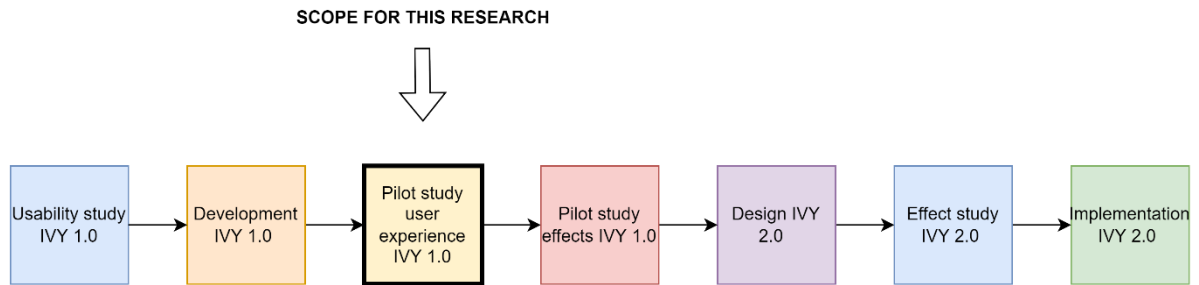 SCOPE FOR THIS RESEARCH
Usability study
IVY 1.0
Development
IVY 1.0
Pilot study
user
experience
IVY 1.0
Pilot study
effects IVY 1.0
Design IVY
2.0
Effect study
IVY 2.0
Implementation
IVY 2.0